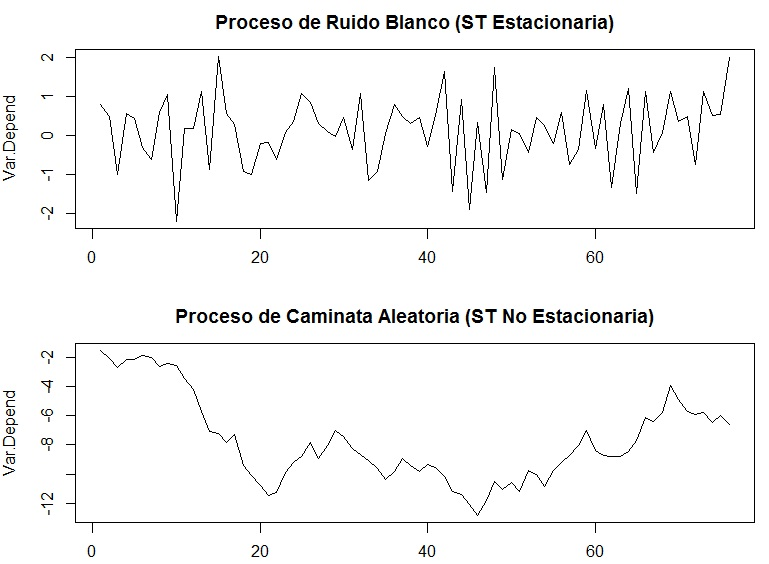 Proceso de Ruido Blanco (ST Estacionaria)
Var.Depend
2
1
0
-1
-2
0 20 40 60
Proceso de Caminata Aleatoria (ST No Estacionaria)
Var.Depend
-2
-4
-6
-8
-12
0 20 40 60